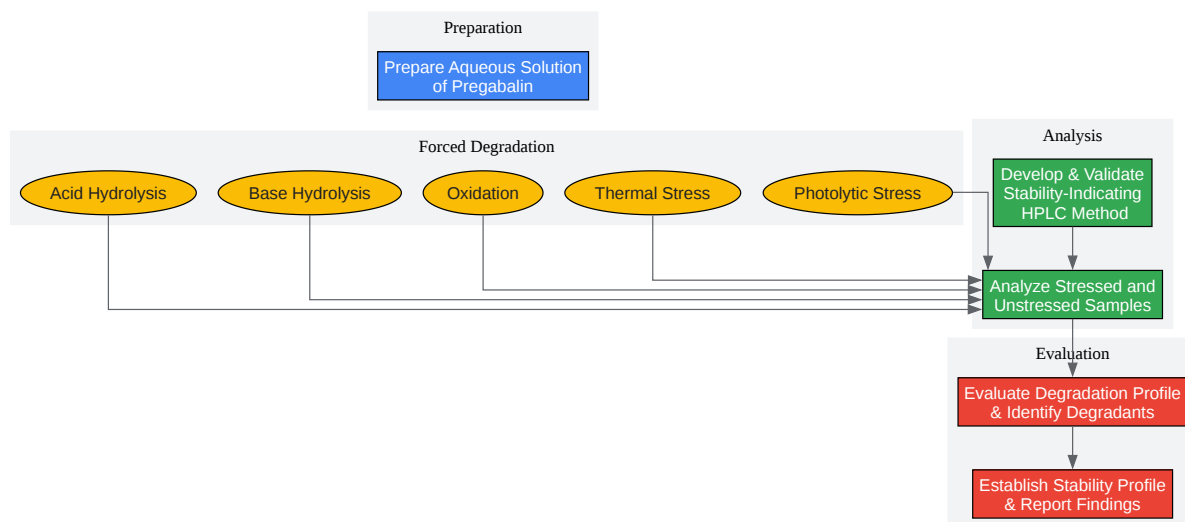 Preparation
Prepare Aqueous Solution
of Pregabalin
Forced Degradation
Acid Hydrolysis
Base Hydrolysis
Oxidation
Thermal Stress
Photolytic Stress
Analysis
Develop & Validate
Stability-Indicating
HPLC Method
Analyze Stressed and
Unstressed Samples
Evaluation
Evaluate Degradation Profile
& Identify Degradants
Establish Stability Profile
& Report Findings